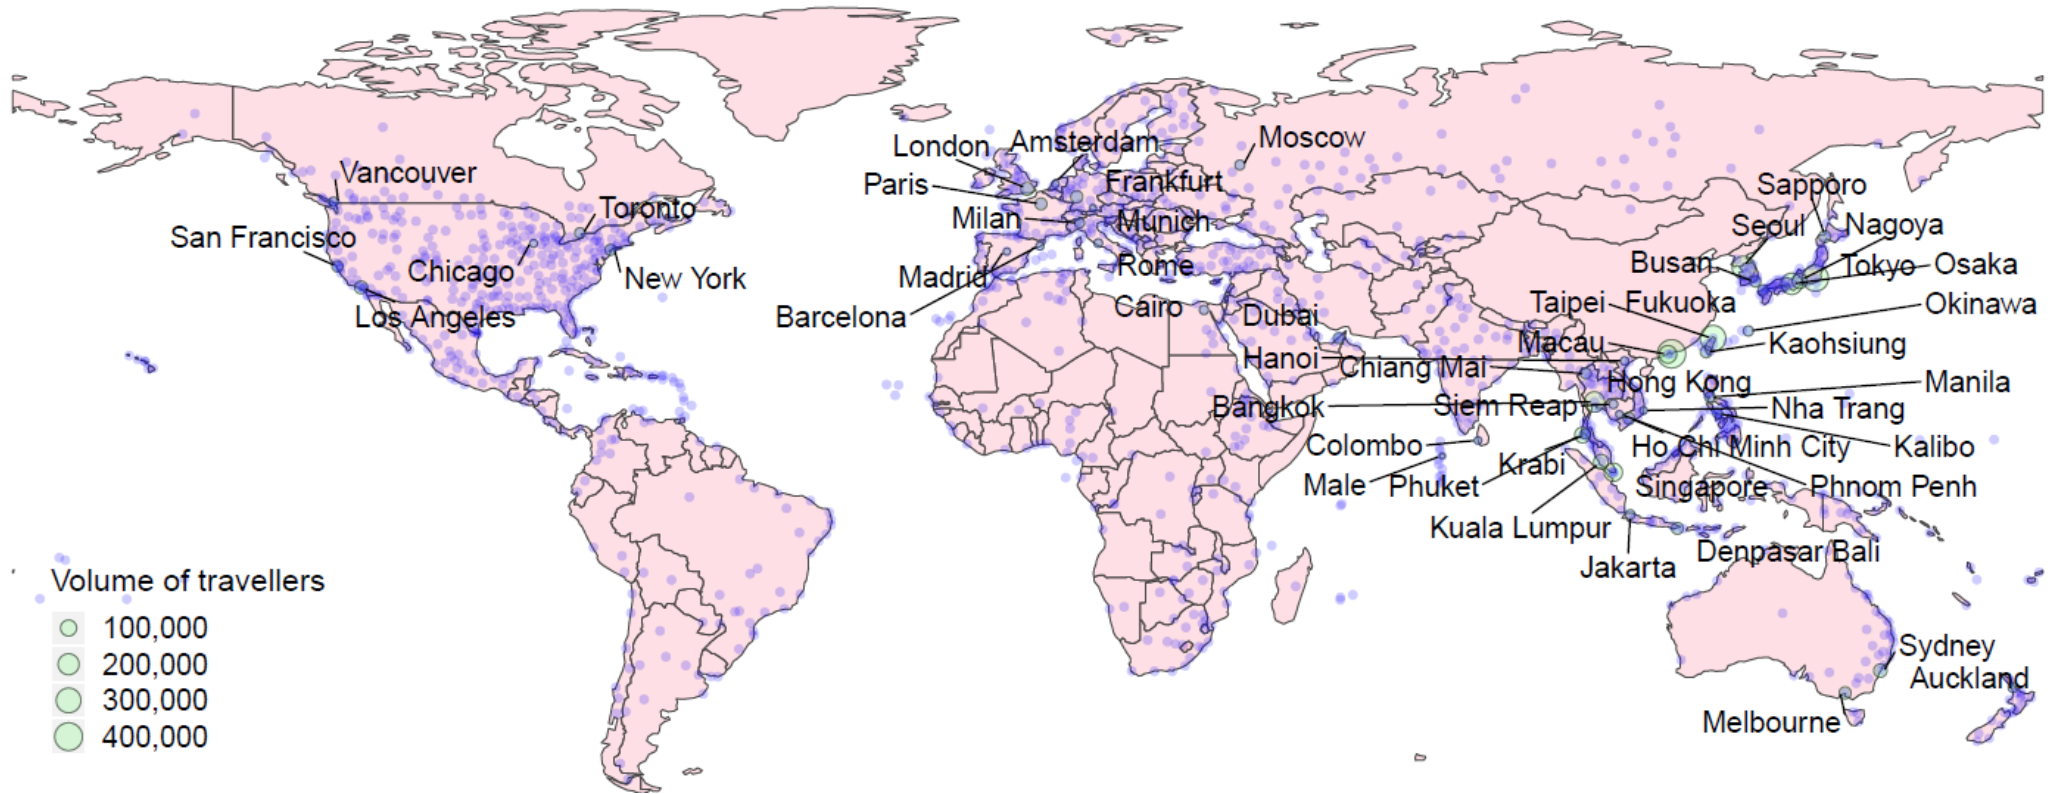 London
Amsterdam
Moscow
Vancouver
Paris
Frankfurt
Sapporo
Toronto
Milan
Munich
Seoul
Nagoya
San Francisco
Chicago
New York
Madrid
Rome
Busan
Tokyo
Osaka
Barcelona
Cairo
Dubai
Taipei
Fukuoka
Okinawa
Los Angeles
Hanoi
Chiang Mai
Macau
Kaohsiung
Hong Kong
Manila
Bangkok
Siem Reap
Nha Trang
Colombo
Ho Chi Minh City
Kalibo
Male
Phuket
Krabi
Singapore
Phnom Penh
Kuala Lumpur
Jakarta
Denpasar Bali
Volume of travellers
100,000
200,000
300,000
400,000
Sydney
Auckland
Melbourne